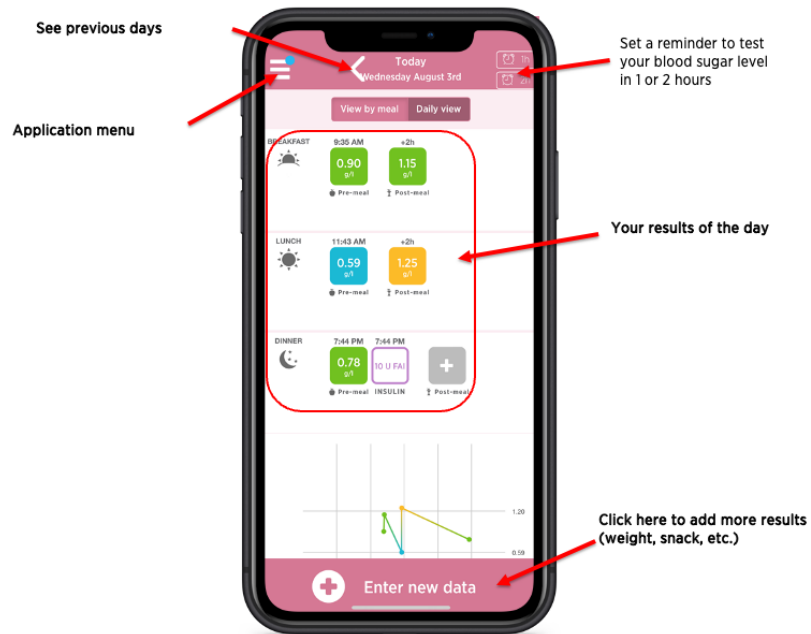 See previous days
Today
Wednesday August 3rd
1h
2h
Set a reminder to test
your blood sugar level
in 1 or 2 hours
Application menu
View by meal Daily view
BREAKFAST 9:35 AM +2h
0.90 1.15
g/l g/l
Pre-meal Post-meal
Your results of the day
LUNCH 11:43 AM +2h
0.59 1.25
g/l g/l
Pre-meal Post-meal
DINNER 7:44 PM 7:44 PM
0.78 10 U FAI
g/l
Pre-meal INSULIN Post-meal
1.20
0.59
Click here to add more results
(weight, snack, etc.)
Enter new data